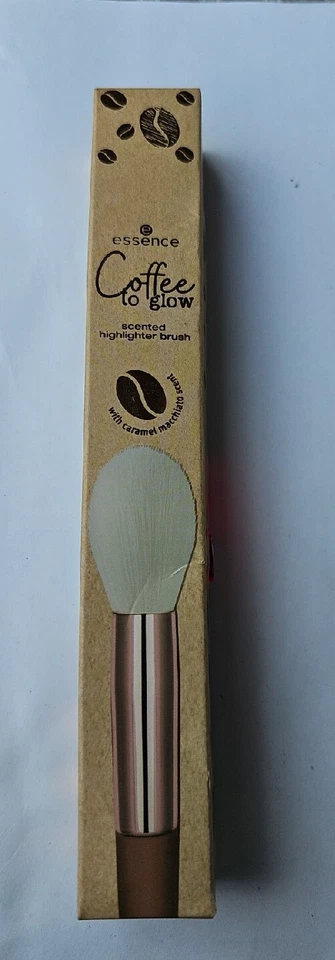 e
essence
Coffee
to glow
scented
highlighter brush
with caramel macchiato scent